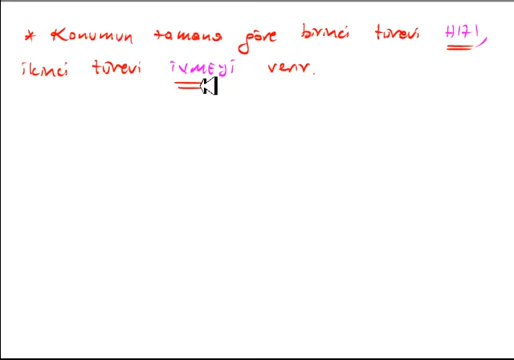 * Konumun zamana göre birinci türevi HIZI,
ikinci türevi İVMEYİ verir.